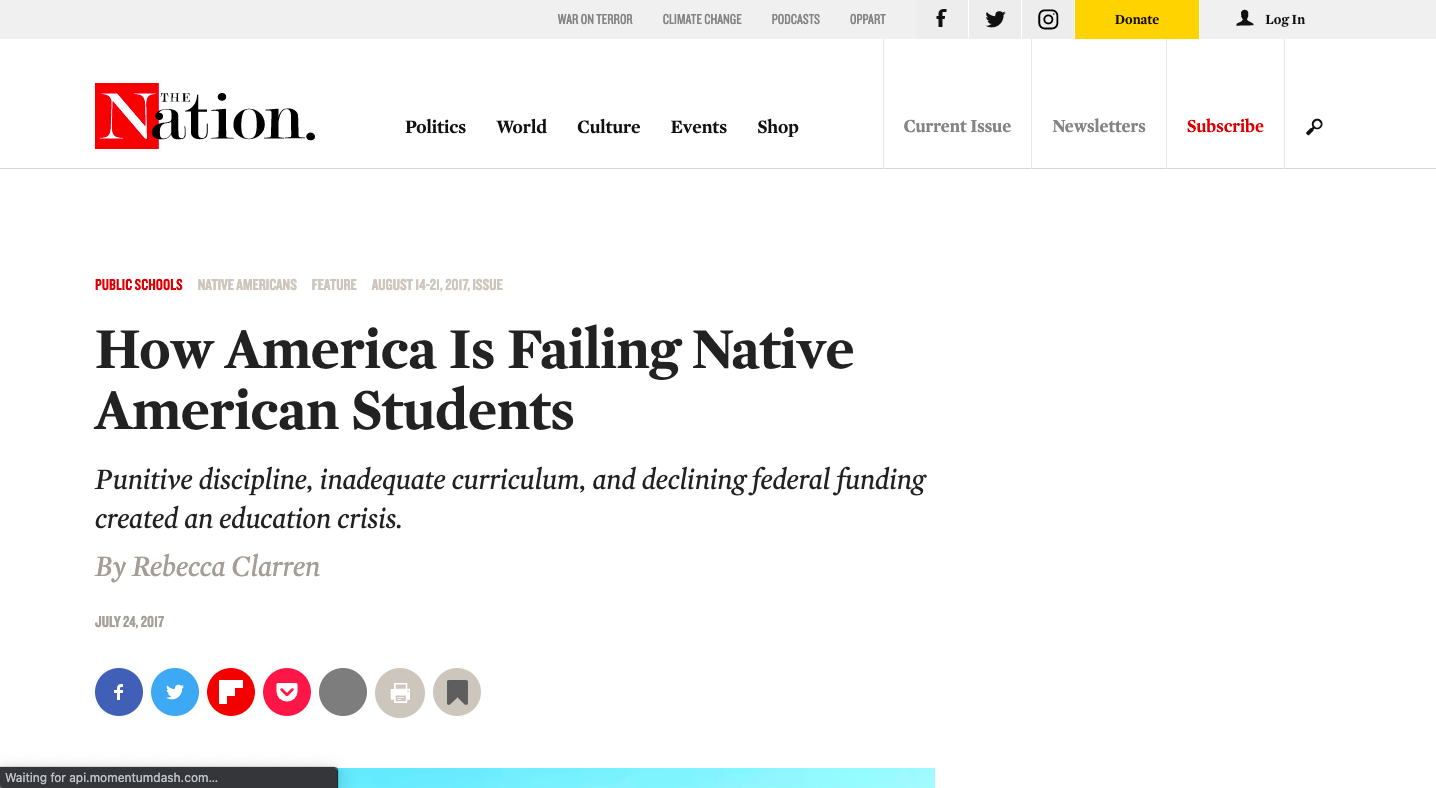 WAR ON TERROR CLIMATE CHANGE PODCASTS OPPART Donate Log In
THE
Nation.
Politics World Culture Events Shop Current Issue Newsletters Subscribe
PUBLIC SCHOOLS NATIVE AMERICANS FEATURE AUGUST 14-21, 2017, ISSUE
How America Is Failing Native
American Students
Punitive discipline, inadequate curriculum, and declining federal funding
created an education crisis.
By Rebecca Clarren
JULY 24, 2017
Waiting for api.momentumdash.com...